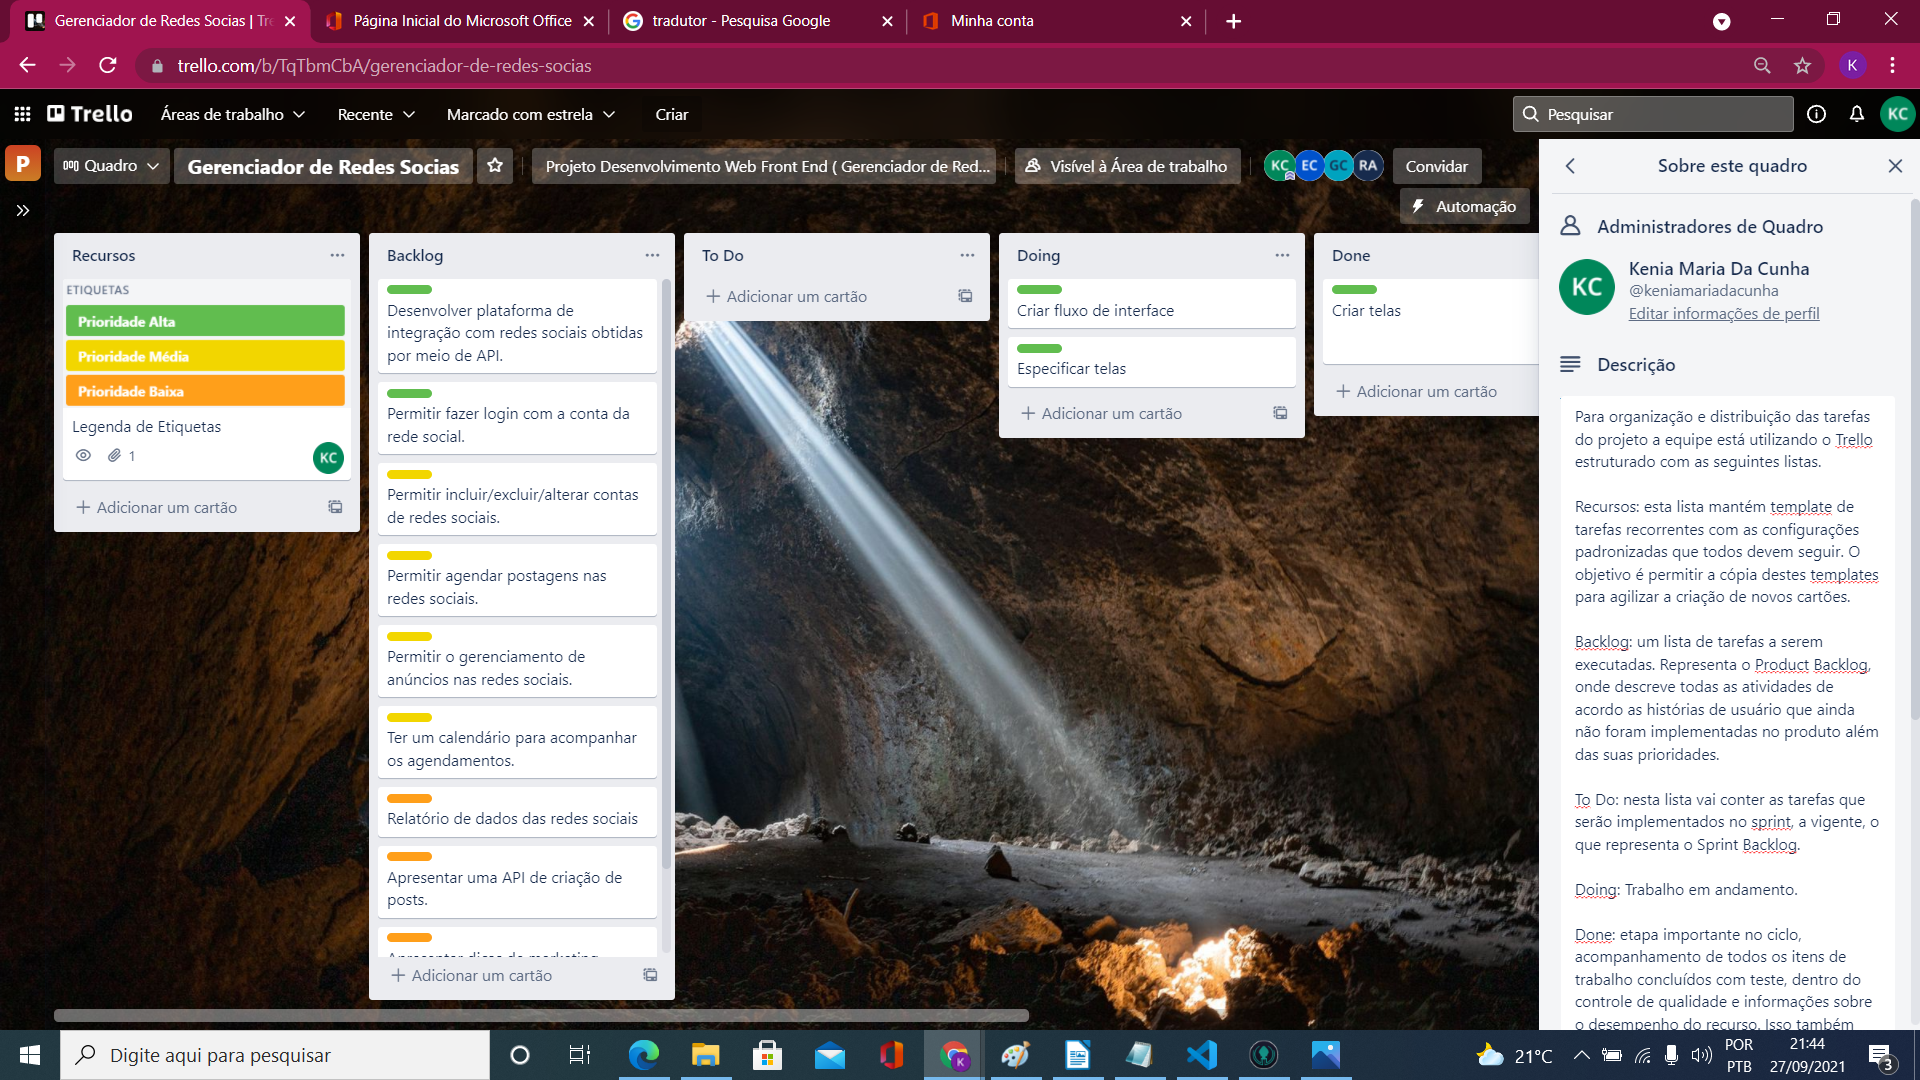 Gerenciador de Redes Socias | Tre
Página Inicial do Microsoft Office
tradutor - Pesquisa Google
Minha conta
trello.com/b/TqTbmCbA/gerenciador-de-redes-socias
K
Trello
Áreas de trabalho
Recente
Marcado com estrela
Criar
Pesquisar
KC
P
Quadro
Gerenciador de Redes Socias
Projeto Desenvolvimento Web Front End ( Gerenciador de Red...
Visível à Área de trabalho
KC
EC
GC
RA
Convidar
Automação
Recursos
ETIQUETAS
Prioridade Alta
Prioridade Média
Prioridade Baixa
Legenda de Etiquetas
1
KC
Adicionar um cartão
Backlog
Desenvolver plataforma de
integração com redes sociais obtidas
por meio de API.
Permitir fazer login com a conta da
rede social.
Permitir incluir/excluir/alterar contas
de redes sociais.
Permitir agendar postagens nas
redes sociais.
Permitir o gerenciamento de
anúncios nas redes sociais.
Ter um calendário para acompanhar
os agendamentos.
Relatório de dados das redes sociais
Apresentar uma API de criação de
posts.
Adicionar um cartão
To Do
Adicionar um cartão
Doing
Criar fluxo de interface
Especificar telas
Adicionar um cartão
Done
Criar telas
Adicionar um cartão
Sobre este quadro
Administradores de Quadro
KC
Kenia Maria Da Cunha
@keniamariadacunha
Editar informações de perfil
Descrição
Para organização e distribuição das tarefas
do projeto a equipe está utilizando o Trello
estruturado com as seguintes listas.
Recursos: esta lista mantém template de
tarefas recorrentes com as configurações
padronizadas que todos devem seguir. O
objetivo é permitir a cópia destes templates
para agilizar a criação de novos cartões.
Backlog: um lista de tarefas a serem
executadas. Representa o Product Backlog,
onde descreve todas as atividades de
acordo as histórias de usuário que ainda
não foram implementadas no produto além
das suas prioridades.
To Do: nesta lista vai conter as tarefas que
serão implementados no sprint, a vigente, o
que representa o Sprint Backlog.
Doing: Trabalho em andamento.
Done: etapa importante no ciclo,
acompanhamento de todos os itens de
trabalho concluídos com teste, dentro do
controle de qualidade e informações sobre
o desempenho do recurso. Isso também
Digite aqui para pesquisar
K
21°C
POR
PTB
21:44
27/09/2021
3